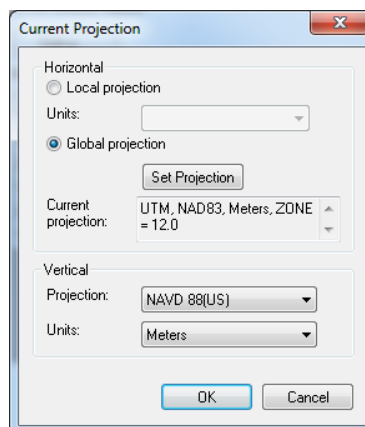 Current Projection
Horizontal
Local projection
Units:
Global projection
Set Projection
Current
projection:
UTM, NAD83, Meters, ZONE
= 12.0
Vertical
Projection:
NAVD 88(US)
Units:
Meters
OK
Cancel